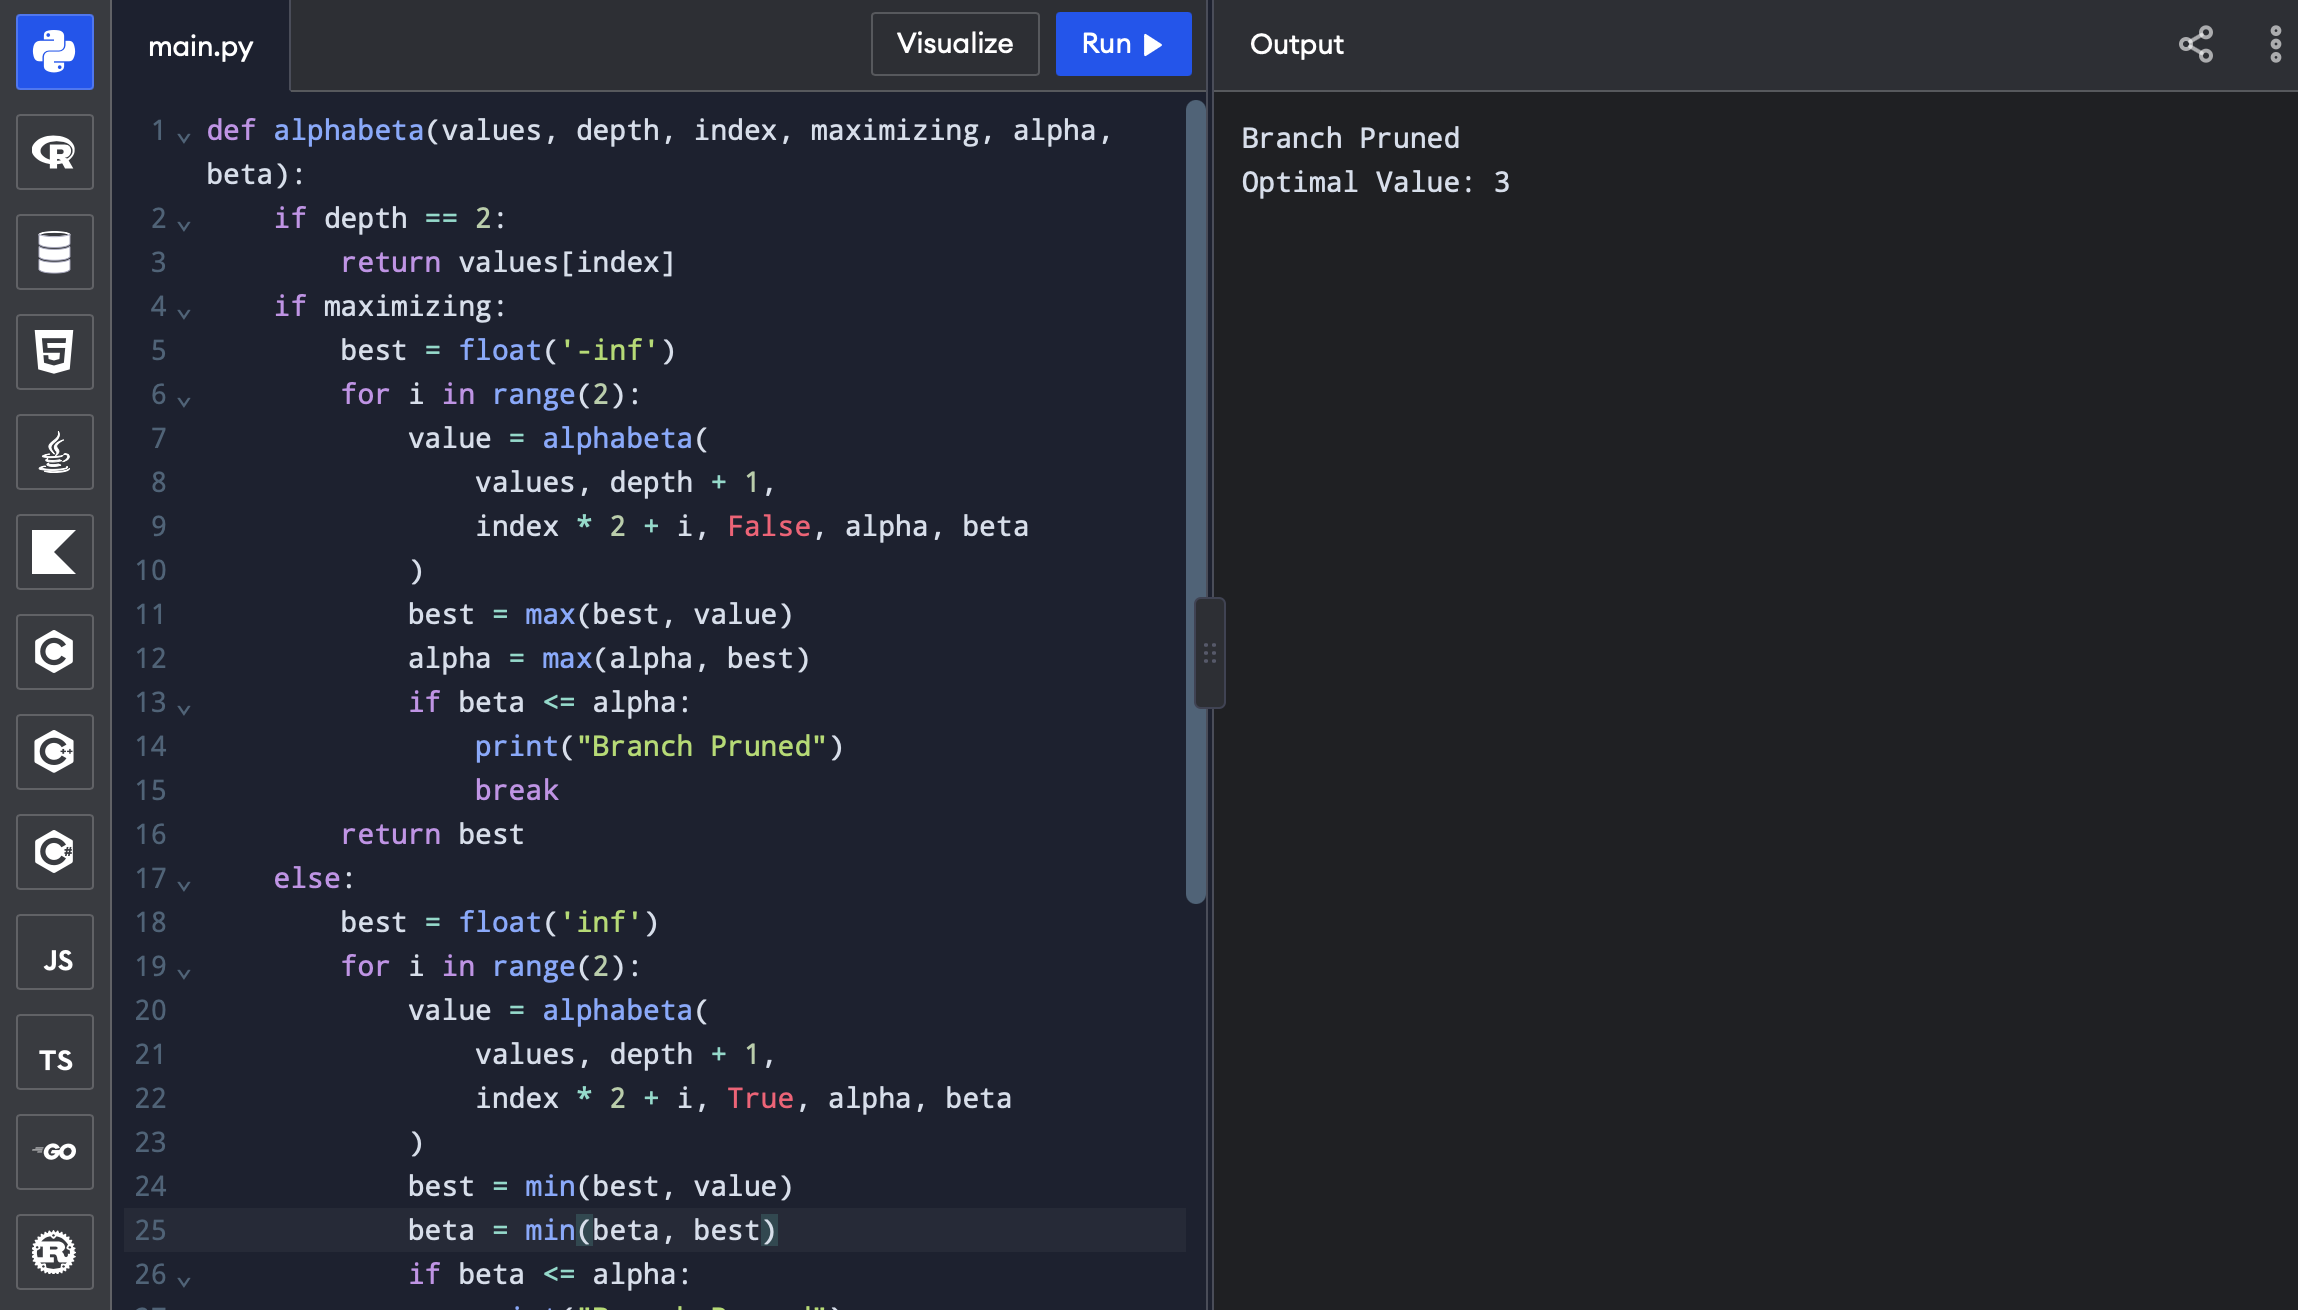 main.py
Visualize
Run
Output
1 def alphabeta(values, depth, index, maximizing, alpha,
beta):
2     if depth == 2:
3         return values[index]
4     if maximizing:
5         best = float('-inf')
6         for i in range(2):
7             value = alphabeta(
8                 values, depth + 1,
9                 index * 2 + i, False, alpha, beta
10             )
11             best = max(best, value)
12             alpha = max(alpha, best)
13             if beta <= alpha:
14                 print("Branch Pruned")
15                 break
16         return best
17     else:
18         best = float('inf')
19         for i in range(2):
20             value = alphabeta(
21                 values, depth + 1,
22                 index * 2 + i, True, alpha, beta
23             )
24             best = min(best, value)
25             beta = min(beta, best)
26             if beta <= alpha:
Branch Pruned
Optimal Value: 3
R
5
C
C++
C#
JS
TS
GO
R